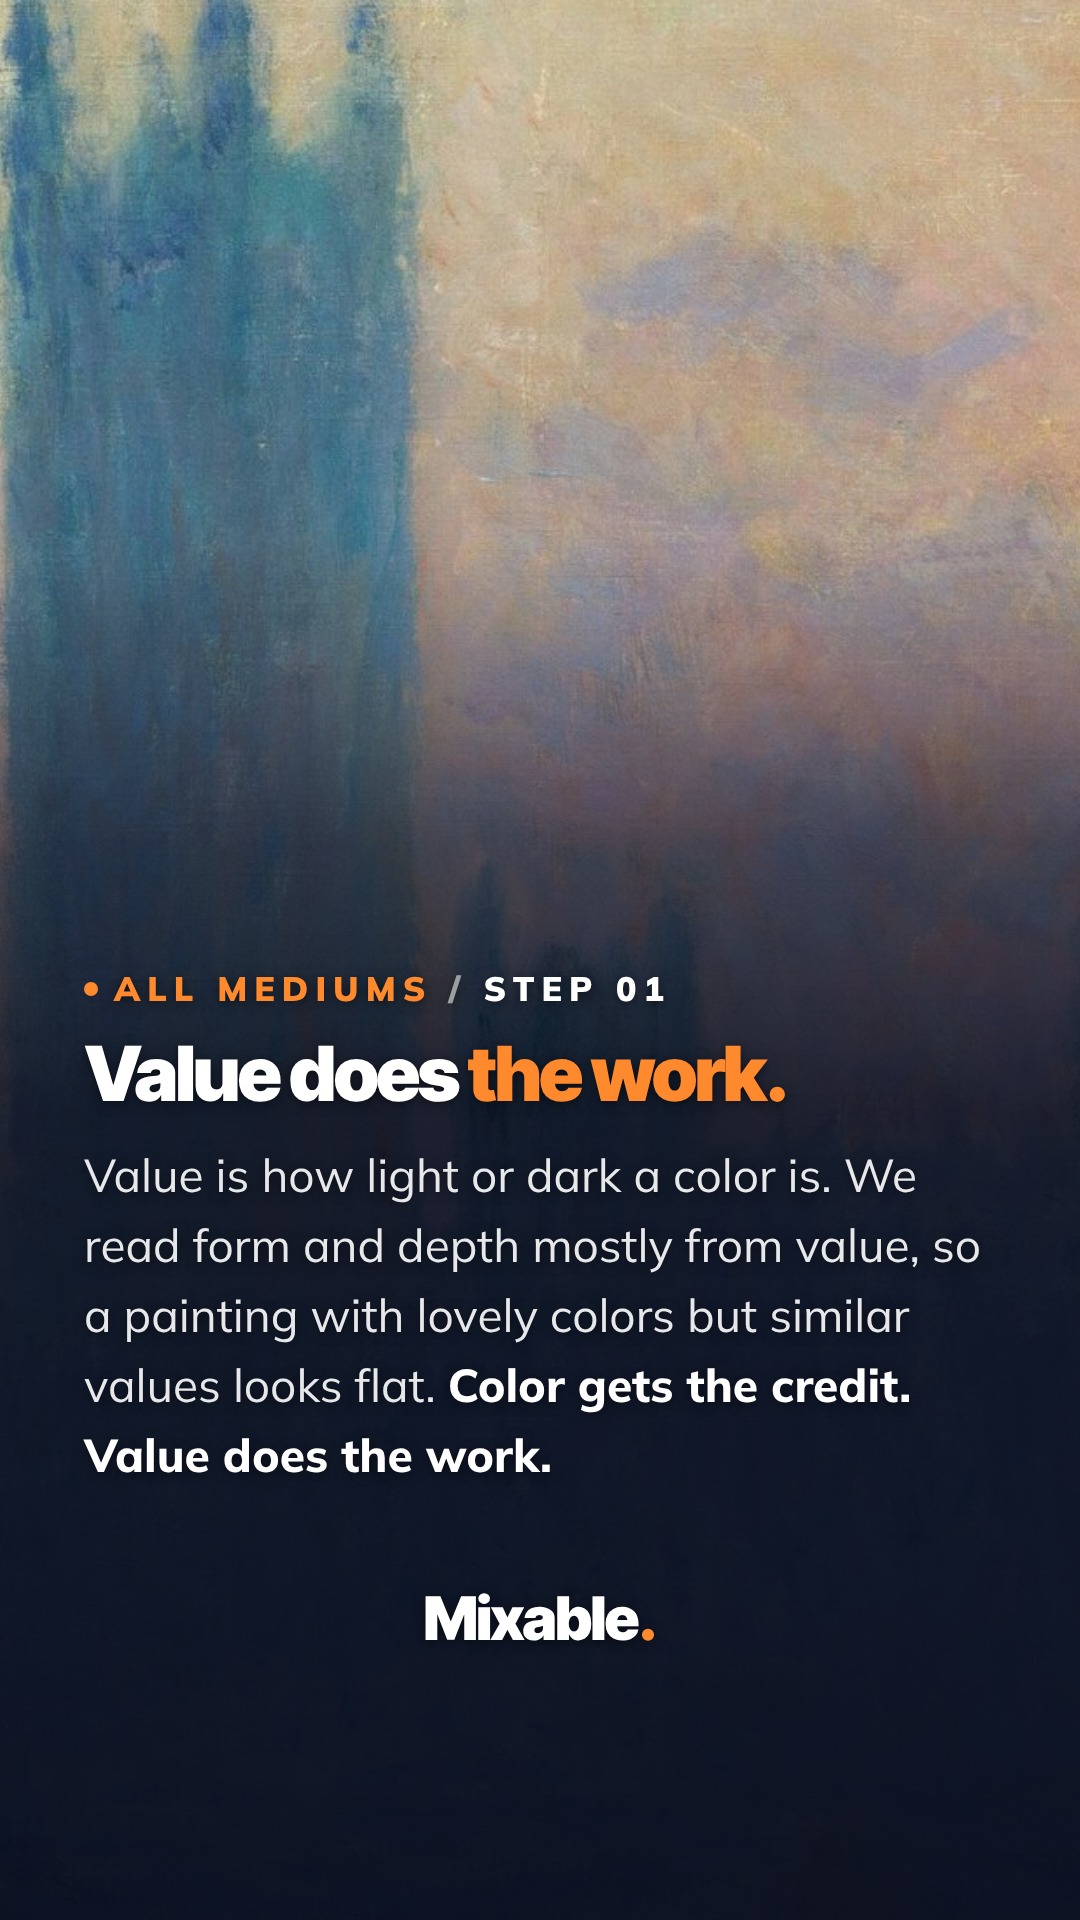 • ALL MEDIUMS / STEP 01
Value does the work.
Value is how light or dark a color is. We
read form and depth mostly from value, so
a painting with lovely colors but similar
values looks flat. Color gets the credit.
Value does the work.
Mixable.